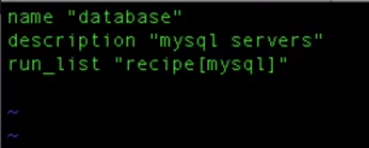 name "database"
description "mysql servers"
run_list "recipe[mysql]"
~
~